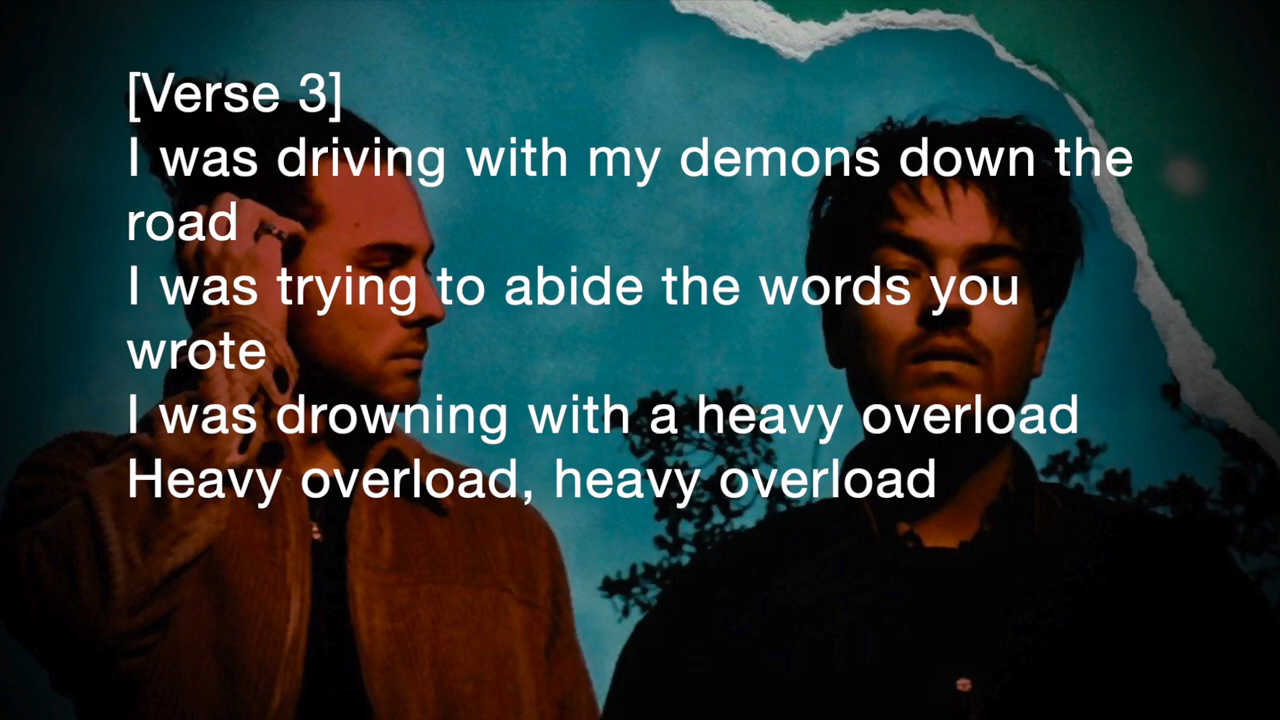 [Verse 3]
I was driving with my demons down the
road
I was trying to abide the words you
wrote
I was drowning with a heavy overload
Heavy overload, heavy overload